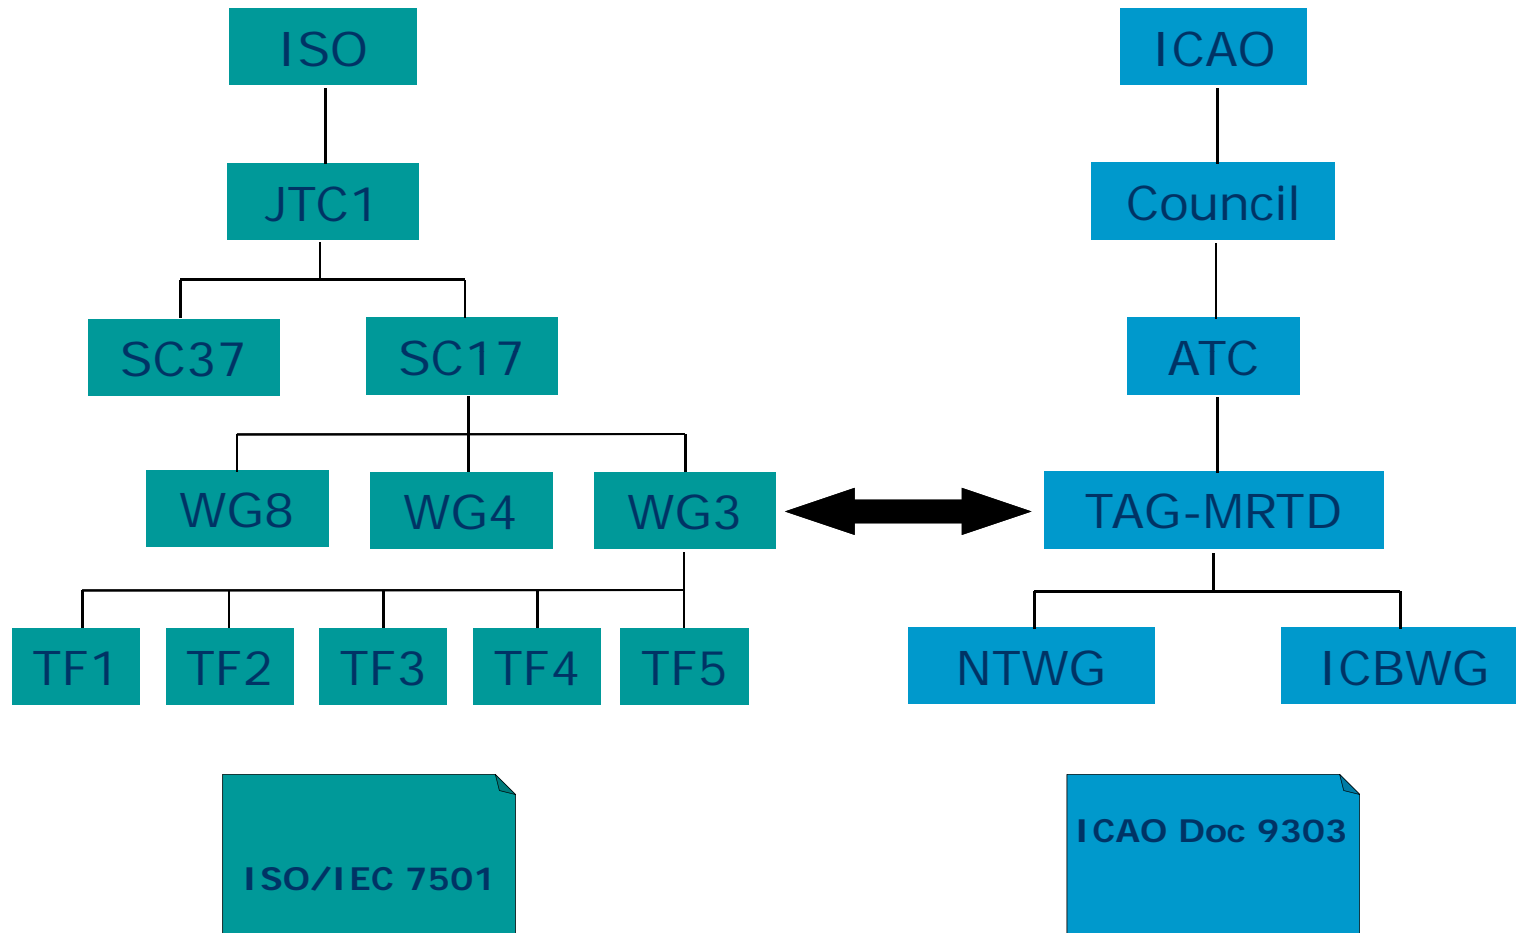 ISO
ICAO
JTC1
Council
SC37
SC17
ATC
WG8
WG4
WG3
TAG-MRTD
TF1
TF2
TF3
TF4
TF5
NTWG
ICBWG
ISO/IEC 7501
ICAO Doc 9303